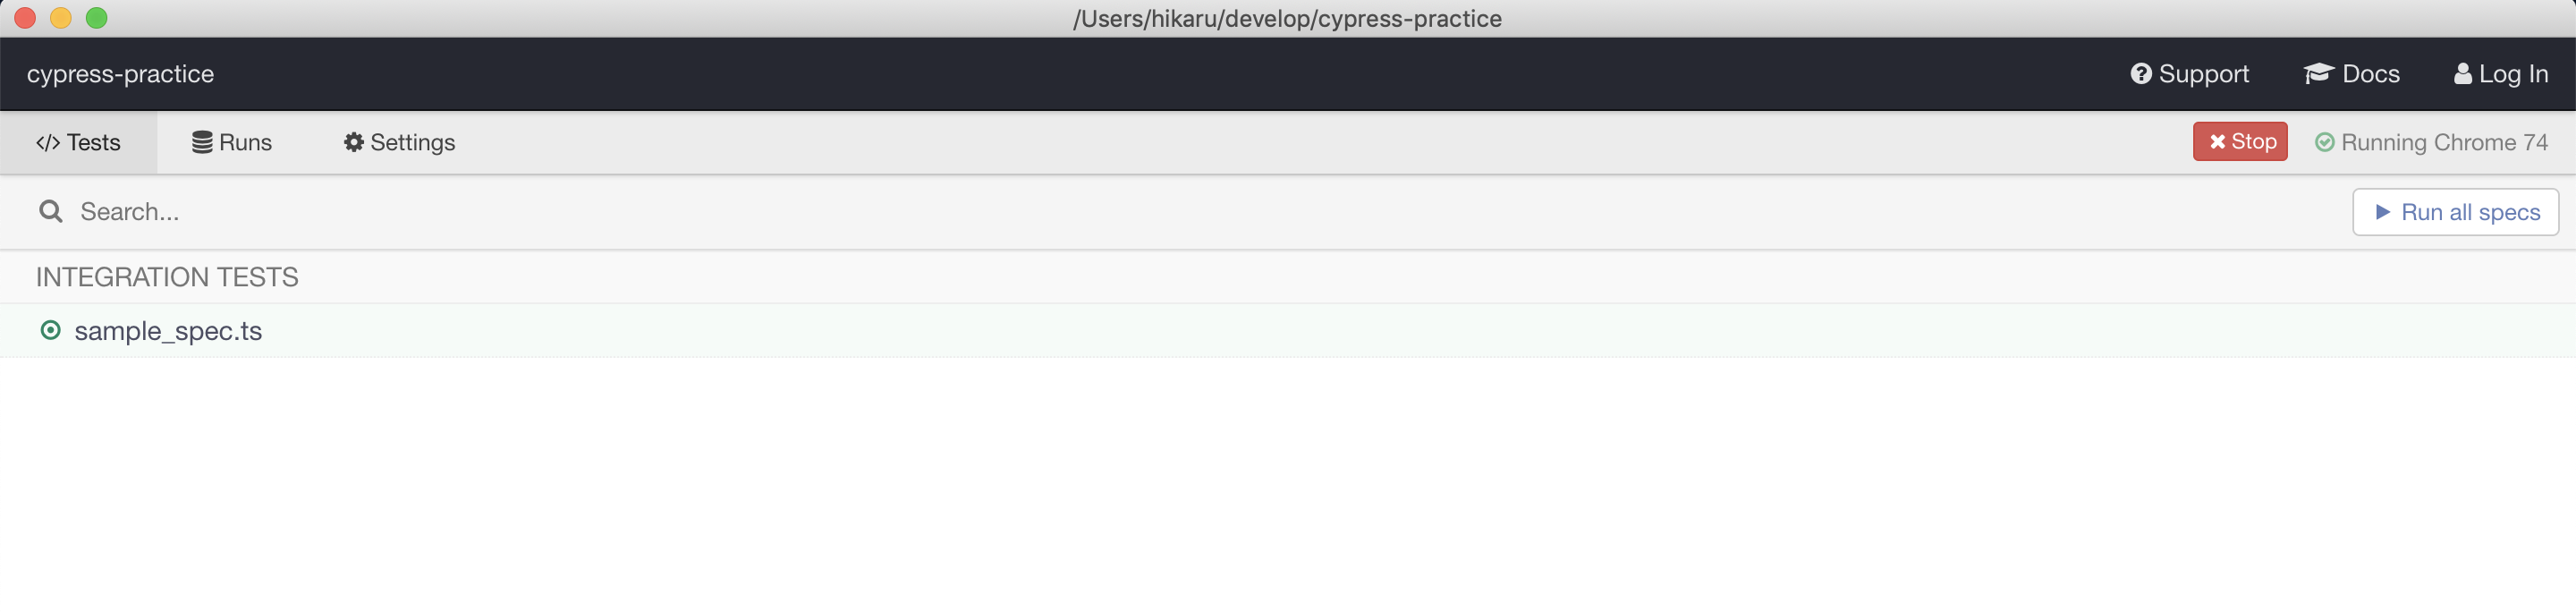 /Users/hikaru/develop/cypress-practice
cypress-practice Support Docs Log In
</> Tests Runs Settings Stop Running Chrome 74
Search... Run all specs
INTEGRATION TESTS
sample_spec.ts